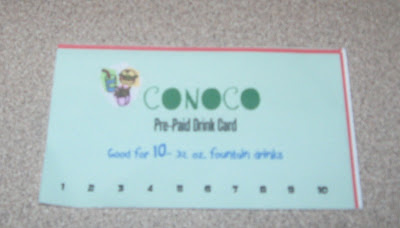 CONOCO
Pre-Paid Drink Card
Good for 10- 32 oz. fountain drinks
1 2 3 4 5 6 7 8 9 10